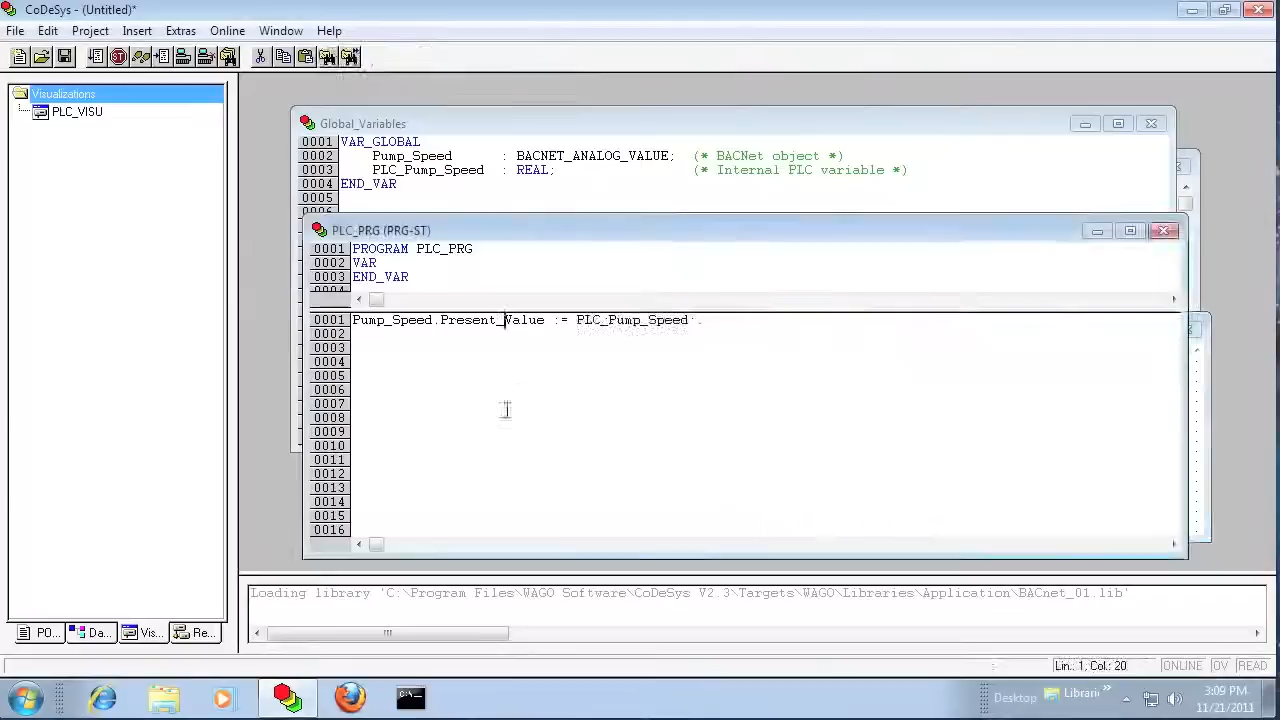 CoDeSys - (Untitled)*
File Edit Project Insert Extras Online Window Help
Visualizations
PLC_VISU
Global_Variables
0001 VAR_GLOBAL
0002 Pump_Speed : BACNET_ANALOG_VALUE; (* BACNet object *)
0003 PLC_Pump_Speed : REAL; (* Internal PLC variable *)
0004 END_VAR
0005
0006
PLC_PRG (PRG-ST)
0001 PROGRAM PLC_PRG
0002 VAR
0003 END_VAR
0004
0001 Pump_Speed.Present_Value := PLC_Pump_Speed
0002
0003
0004
0005
0006
0007
0008
0009
0010
0011
0012
0013
0014
0015
0016
Loading library 'C:\Program Files\WAGO Software\CoDeSys V2.3\Targets\WAGO\Libraries\Application\BACnet_01.lib'
PO... Da... Vis... Re...
Lin.: 1, Col.: 20 ONLINE OV READ
Desktop Librari »
3:09 PM
11/21/2011